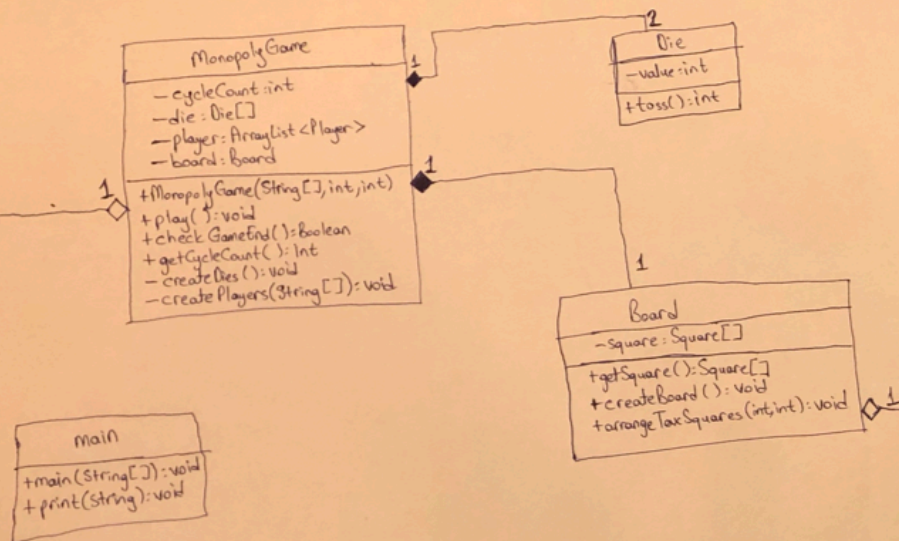 MonopolyGame
-cycleCount:int
-die:Die[]
-player:ArrayList<Player>
-board:Board
+MonopolyGame(String[],int,int)
+play():void
+checkGameEnd():Boolean
+getCycleCount():Int
-createDies():void
-createPlayers(String[]):void
1
1
1
2
Die
-value:int
+toss():int
1
Board
-square:Square[]
+getSquare():Square[]
+createBoard():void
+arrangeTaxSquares(int,int):void
1
main
+main(String[]):void
+print(String):void